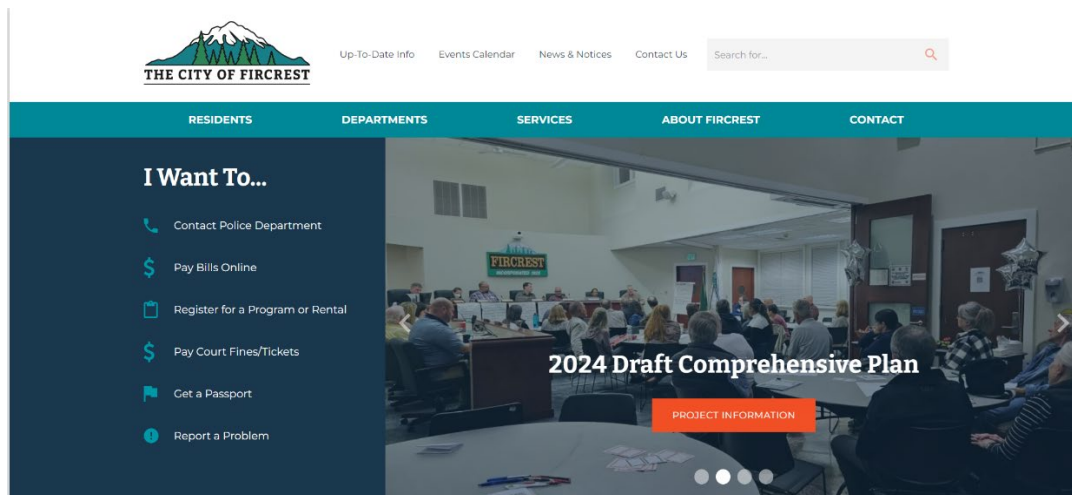 THE CITY OF FIRCREST
Up-To-Date Info
Events Calendar
News & Notices
Contact Us
Search for...
RESIDENTS
DEPARTMENTS
SERVICES
ABOUT FIRCREST
CONTACT
I Want To...
Contact Police Department
Pay Bills Online
Register for a Program or Rental
Pay Court Fines/Tickets
Get a Passport
Report a Problem
FIRCREST
2024 Draft Comprehensive Plan
PROJECT INFORMATION